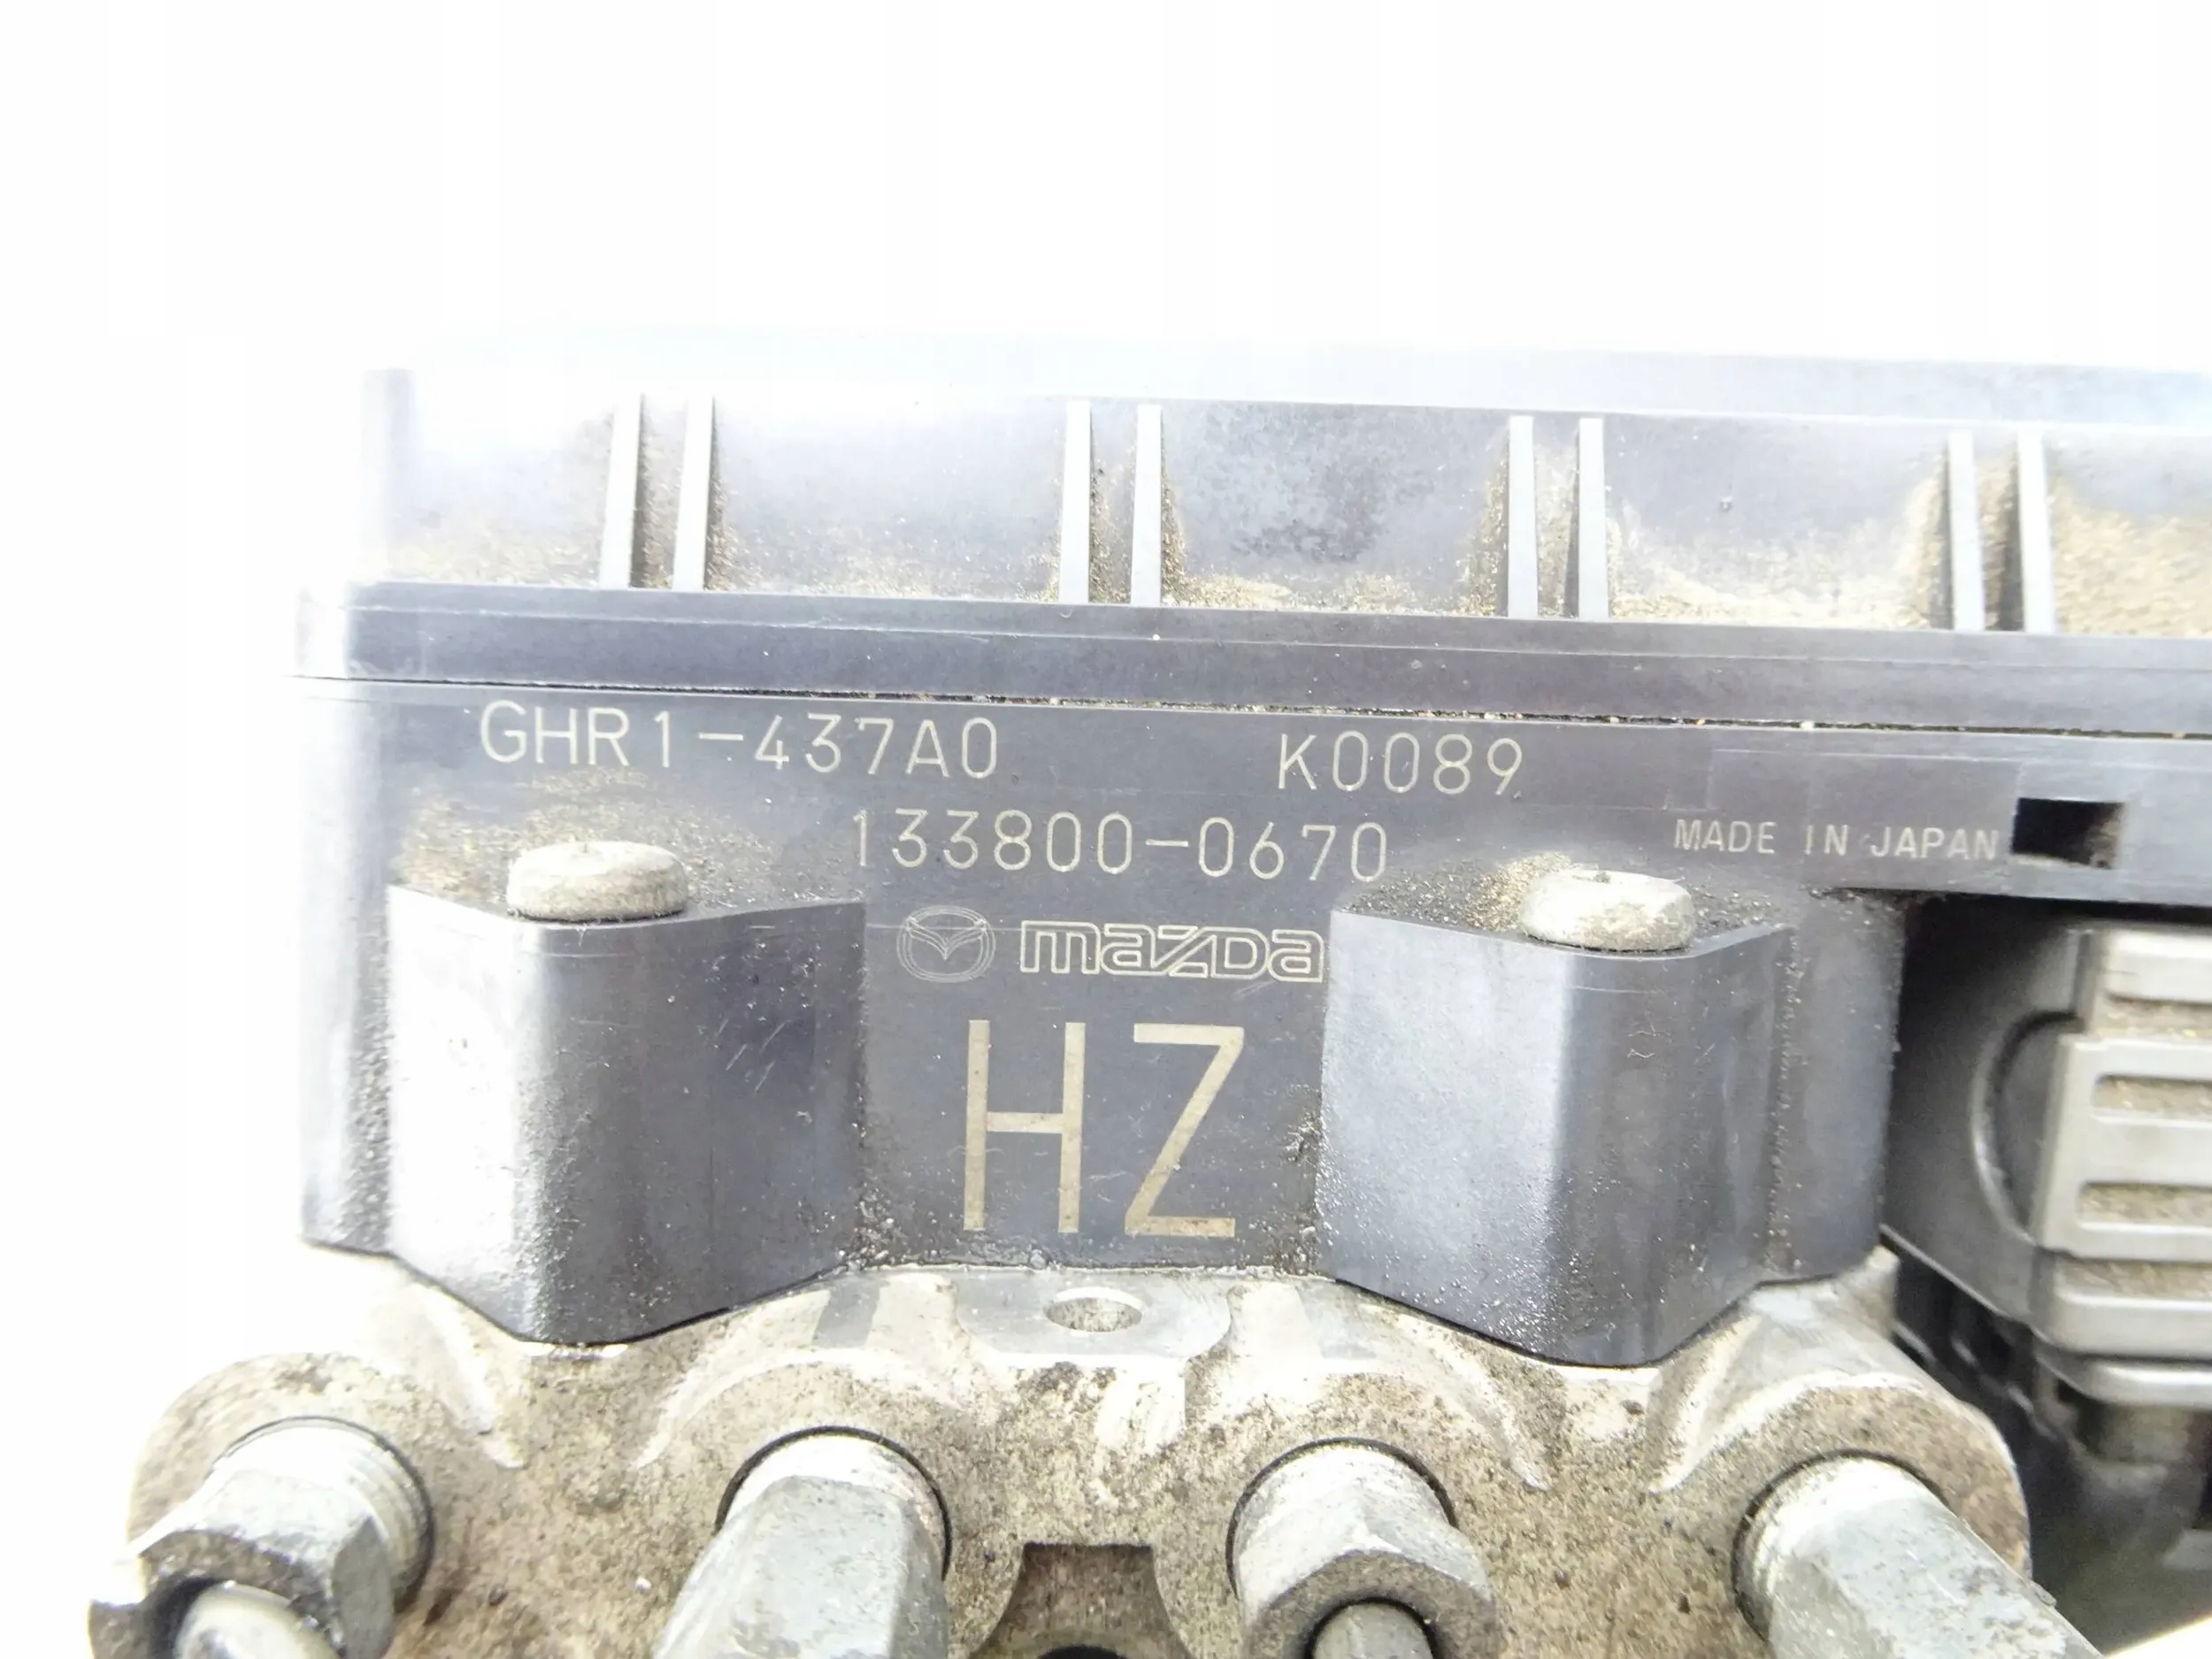 GHR1-437A0 K0089
133800-0670
MADE IN JAPAN
mazda
HZ